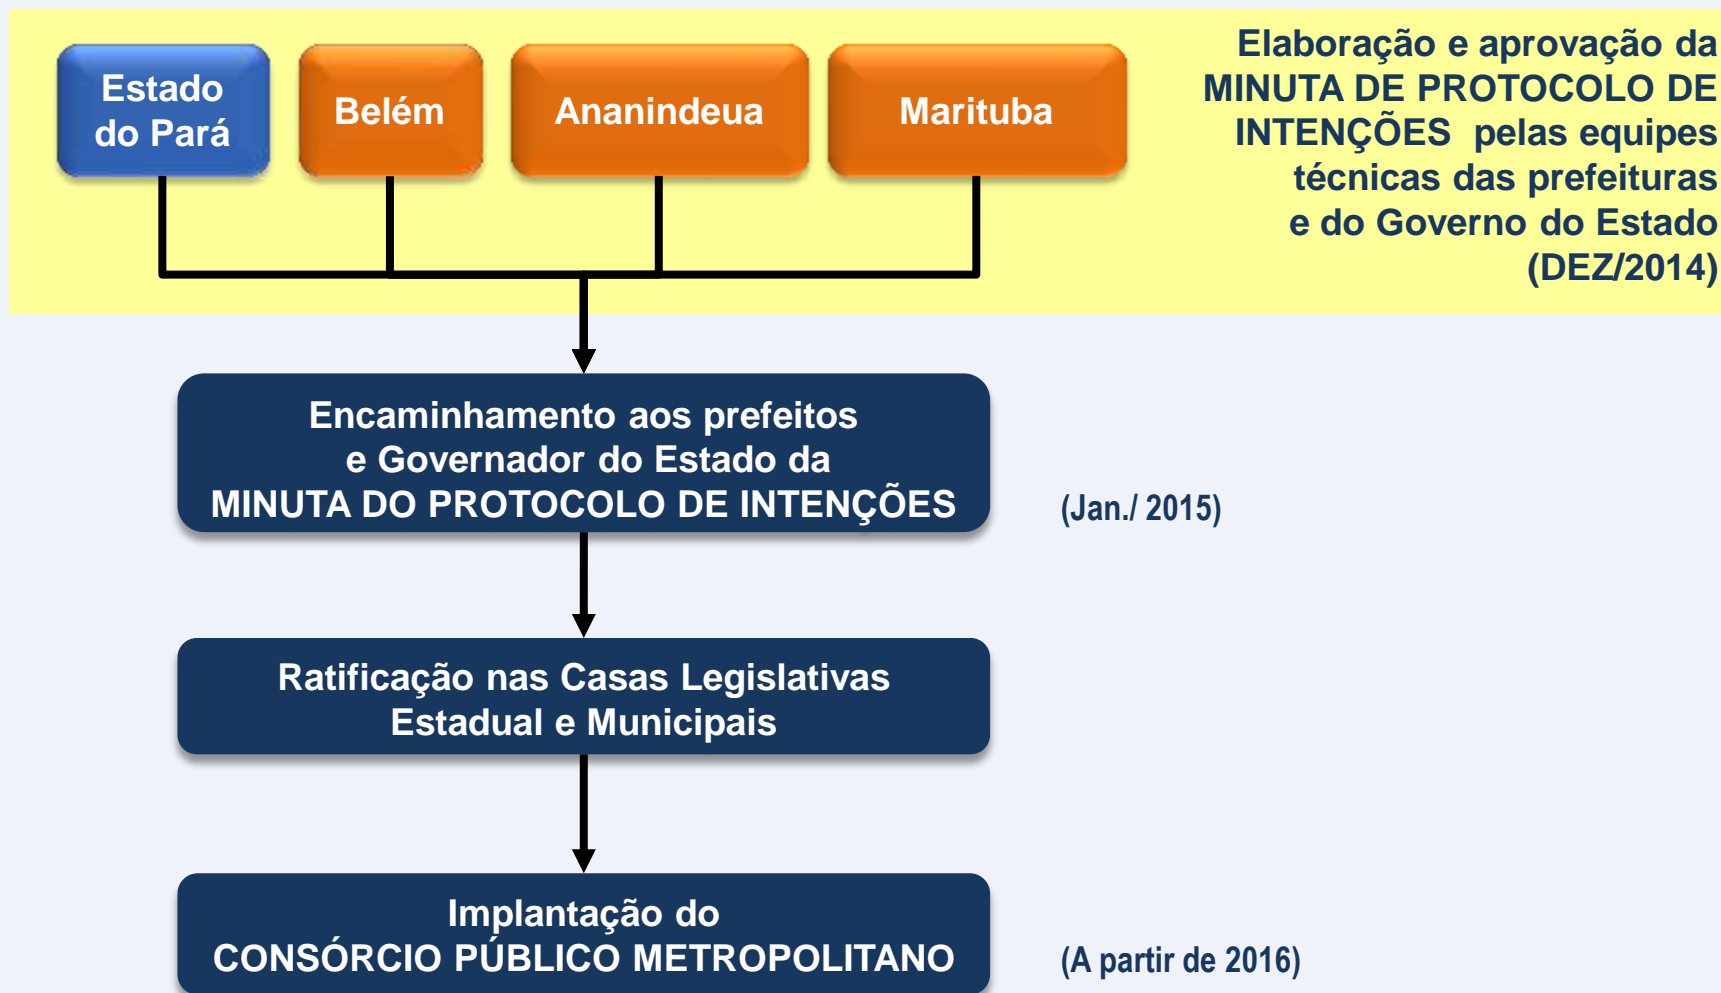 Estado
do Pará
Belém
Ananindeua
Marituba
Elaboração e aprovação da
MINUTA DE PROTOCOLO DE
INTENÇÕES pelas equipes
técnicas das prefeituras
e do Governo do Estado
(DEZ/2014)
Encaminhamento aos prefeitos
e Governador do Estado da
MINUTA DO PROTOCOLO DE INTENÇÕES
(Jan./ 2015)
Ratificação nas Casas Legislativas
Estadual e Municipais
Implantação do
CONSÓRCIO PÚBLICO METROPOLITANO
(A partir de 2016)